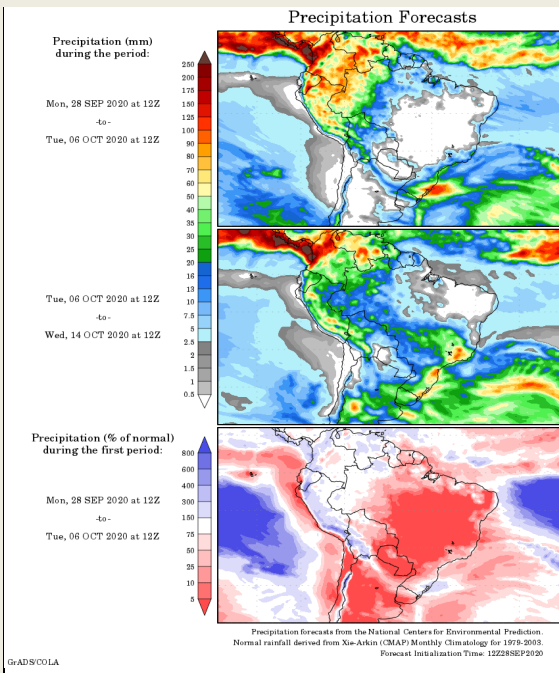 Precipitation Forecasts
Precipitation (mm)
during the period:
Mon, 28 SEP 2020 at 12Z
-to-
Tue, 06 OCT 2020 at 12Z
250
200
175
150
125
100
90
80
70
60
50
40
35
30
25
20
16
13
10
7.5
5
2.5
2
1.5
1
0.5
Tue, 06 OCT 2020 at 12Z
-to-
Wed, 14 OCT 2020 at 12Z
Precipitation (% of normal)
during the first period:
Mon, 28 SEP 2020 at 12Z
-to-
Tue, 06 OCT 2020 at 12Z
800
600
400
300
150
75
50
25
10
5
Precipitation forecasts from the National Centers for Environmental Prediction.
Normal rainfall derived from Xie-Arkin (CMAP) Monthly Climatology for 1979-2003.
Forecast Initialization Time: 12Z28SEP2020
GrADS/COLA